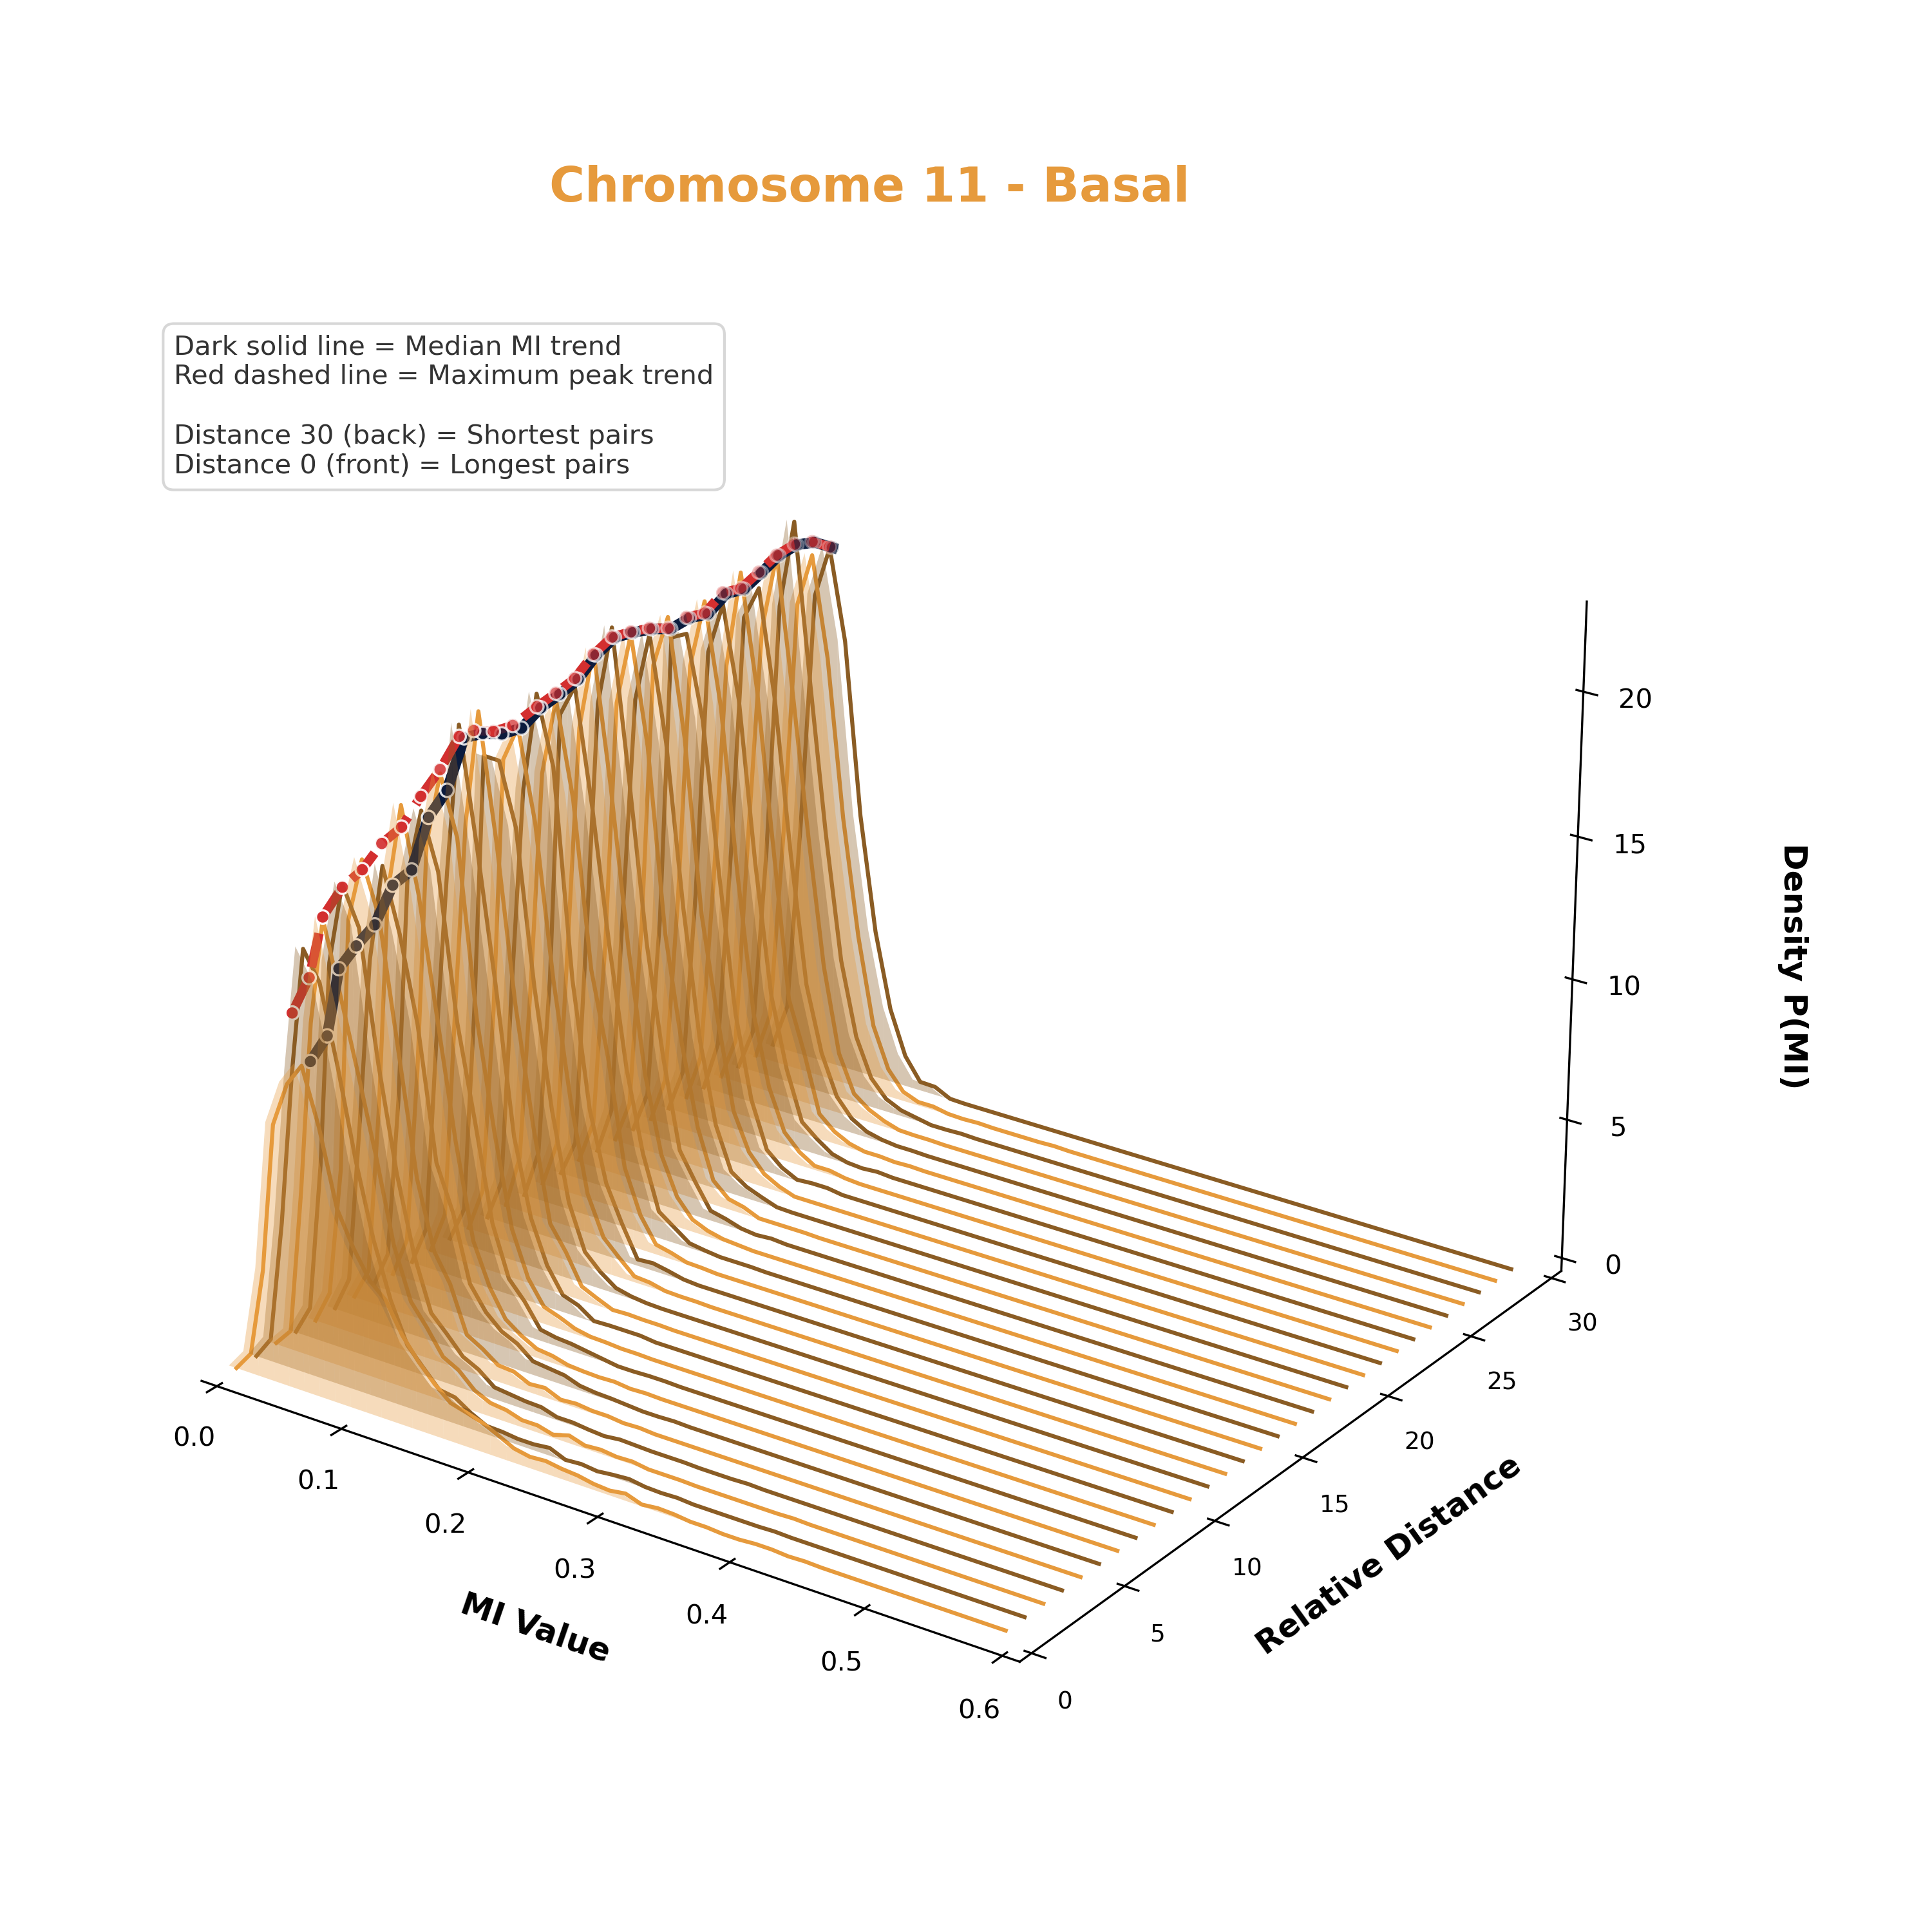 Chromosome 11 - Basal
Dark solid line = Median MI trend
Red dashed line = Maximum peak trend
Distance 30 (back) = Shortest pairs
Distance 0 (front) = Longest pairs
20
15
10
5
0
Density P(MI)
30
25
20
15
10
5
0
Relative Distance
0.0
0.1
0.2
0.3
0.4
0.5
0.6
MI Value